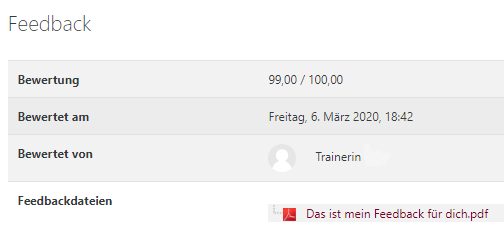 Feedback
Bewertung 99,00 / 100,00
Bewertet am Freitag, 6. März 2020, 18:42
Bewertet von Trainerin
Feedbackdateien
Das ist mein Feedback für dich.pdf